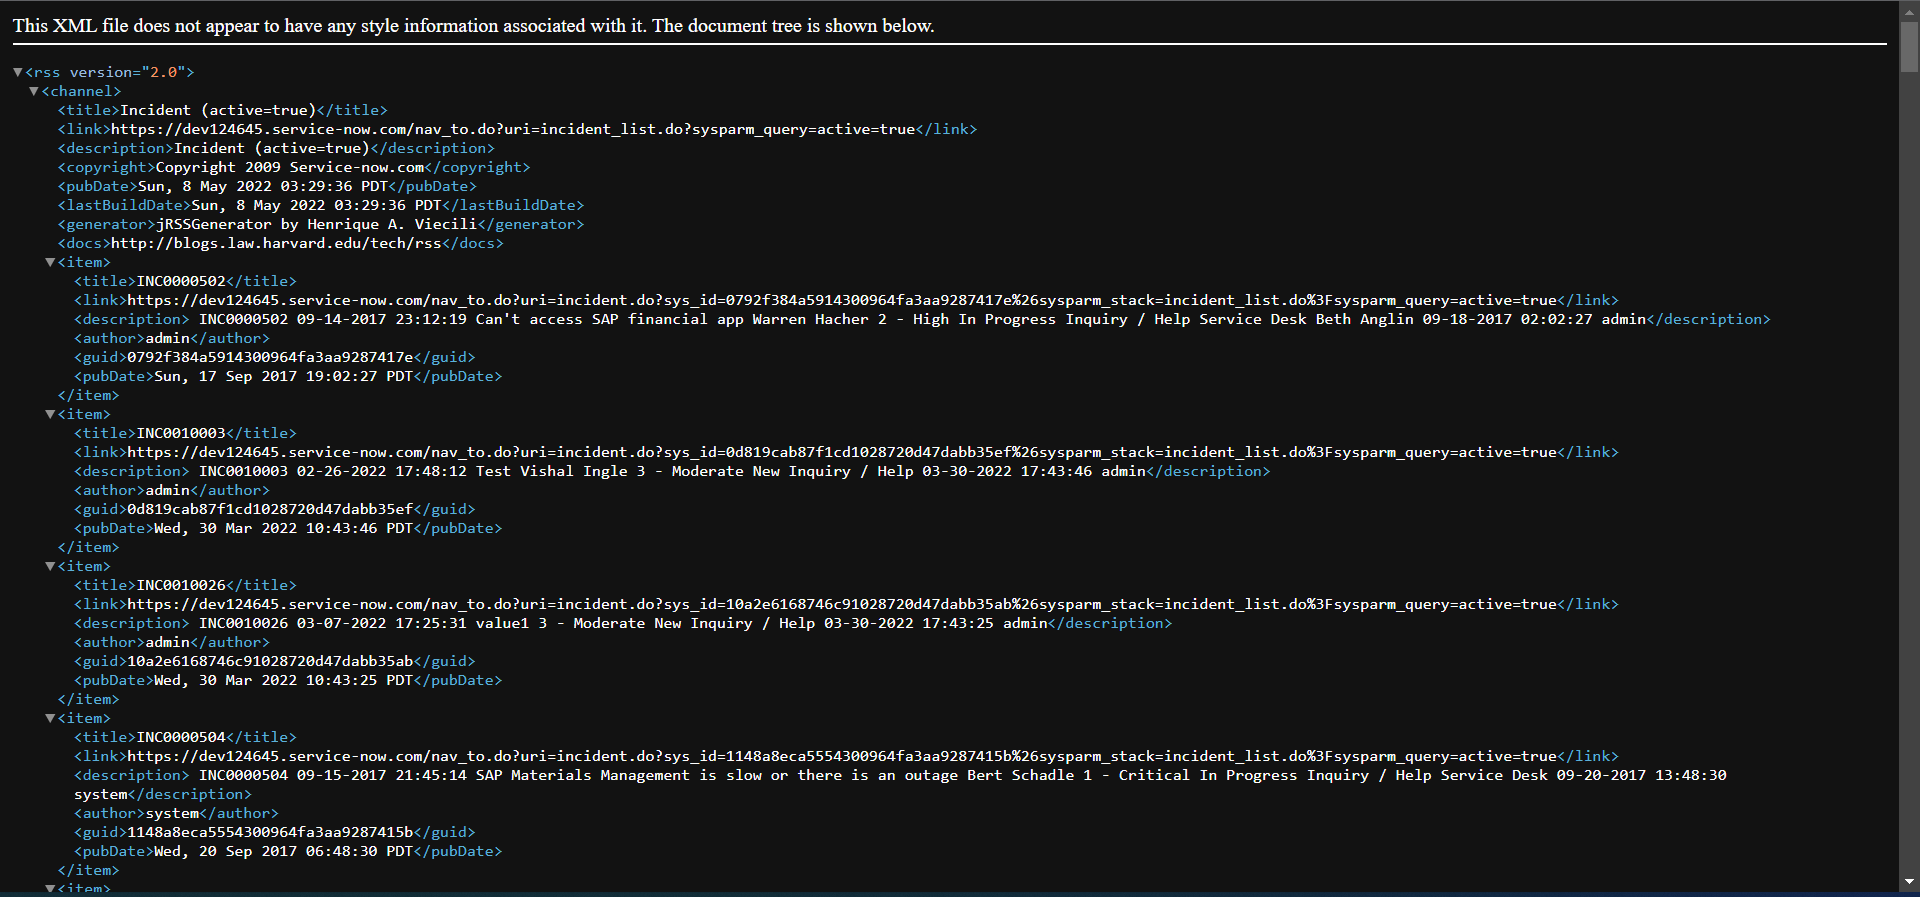 This XML file does not appear to have any style information associated with it. The document tree is shown below.
▼<rss version="2.0">
▼<channel>
<title>Incident (active=true)</title>
<link>https://dev124645.service-now.com/nav_to.do?uri=incident_list.do?sysparm_query=active=true</link>
<description>Incident (active=true)</description>
<copyright>Copyright 2009 Service-now.com</copyright>
<pubDate>Sun, 8 May 2022 03:29:36 PDT</pubDate>
<lastBuildDate>Sun, 8 May 2022 03:29:36 PDT</lastBuildDate>
<generator>jRSSGenerator by Henrique A. Viecili</generator>
<docs>http://blogs.law.harvard.edu/tech/rss</docs>
▼<item>
<title>INC0000502</title>
<link>https://dev124645.service-now.com/nav_to.do?uri=incident.do?sys_id=0792f384a5914300964fa3aa9287417e%26sysparm_stack=incident_list.do%3Fsysparm_query=active=true</link>
<description> INC0000502 09-14-2017 23:12:19 Can't access SAP financial app Warren Hacher 2 - High In Progress Inquiry / Help Service Desk Beth Anglin 09-18-2017 02:02:27 admin</description>
<author>admin</author>
<guid>0792f384a5914300964fa3aa9287417e</guid>
<pubDate>Sun, 17 Sep 2017 19:02:27 PDT</pubDate>
</item>
▼<item>
<title>INC0010003</title>
<link>https://dev124645.service-now.com/nav_to.do?uri=incident.do?sys_id=0d819cab87f1cd1028720d47dabb35ef%26sysparm_stack=incident_list.do%3Fsysparm_query=active=true</link>
<description> INC0010003 02-26-2022 17:48:12 Test Vishal Ingle 3 - Moderate New Inquiry / Help 03-30-2022 17:43:46 admin</description>
<author>admin</author>
<guid>0d819cab87f1cd1028720d47dabb35ef</guid>
<pubDate>Wed, 30 Mar 2022 10:43:46 PDT</pubDate>
</item>
▼<item>
<title>INC0010026</title>
<link>https://dev124645.service-now.com/nav_to.do?uri=incident.do?sys_id=10a2e6168746c91028720d47dabb35ab%26sysparm_stack=incident_list.do%3Fsysparm_query=active=true</link>
<description> INC0010026 03-07-2022 17:25:31 value1 3 - Moderate New Inquiry / Help 03-30-2022 17:43:25 admin</description>
<author>admin</author>
<guid>10a2e6168746c91028720d47dabb35ab</guid>
<pubDate>Wed, 30 Mar 2022 10:43:25 PDT</pubDate>
</item>
▼<item>
<title>INC0000504</title>
<link>https://dev124645.service-now.com/nav_to.do?uri=incident.do?sys_id=1148a8eca5554300964fa3aa9287415b%26sysparm_stack=incident_list.do%3Fsysparm_query=active=true</link>
<description> INC0000504 09-15-2017 21:45:14 SAP Materials Management is slow or there is an outage Bert Schadle 1 - Critical In Progress Inquiry / Help Service Desk 09-20-2017 13:48:30
system</description>
<author>system</author>
<guid>1148a8eca5554300964fa3aa9287415b</guid>
<pubDate>Wed, 20 Sep 2017 06:48:30 PDT</pubDate>
</item>
▼<item>